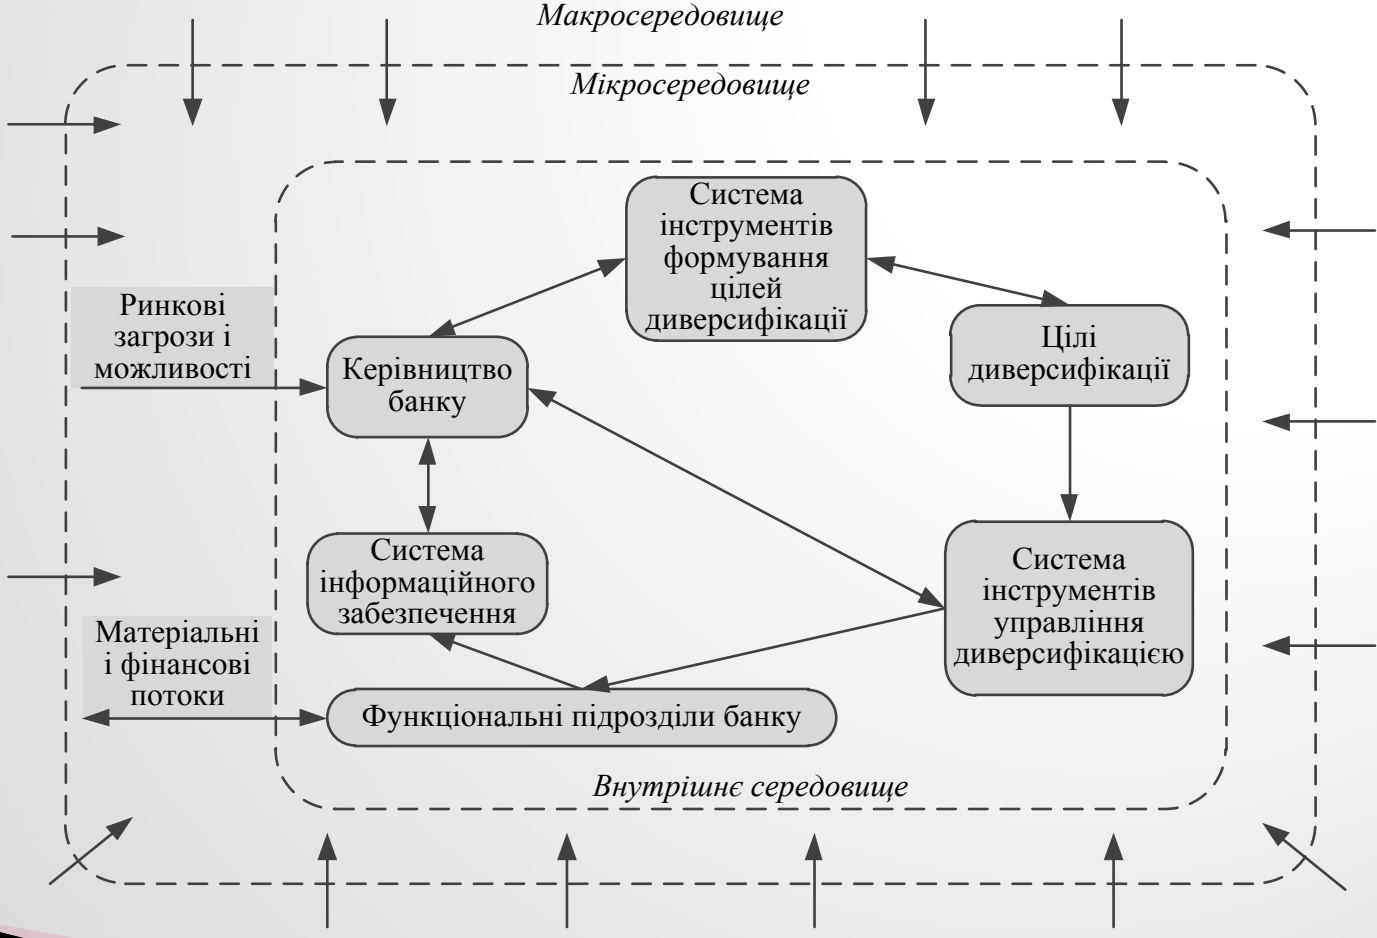 Макросередовище
Мікросередовище
Система
інструментів
формування
цілей
диверсифікації
Ринкові
загрози і
можливості
Керівництво
банку
Цілі
диверсифікації
Система
інформаційного
забезпечення
Система
інструментів
управління
диверсифікацією
Матеріальні
і фінансові
потоки
Функціональні підрозділи банку
Внутрішнє середовище